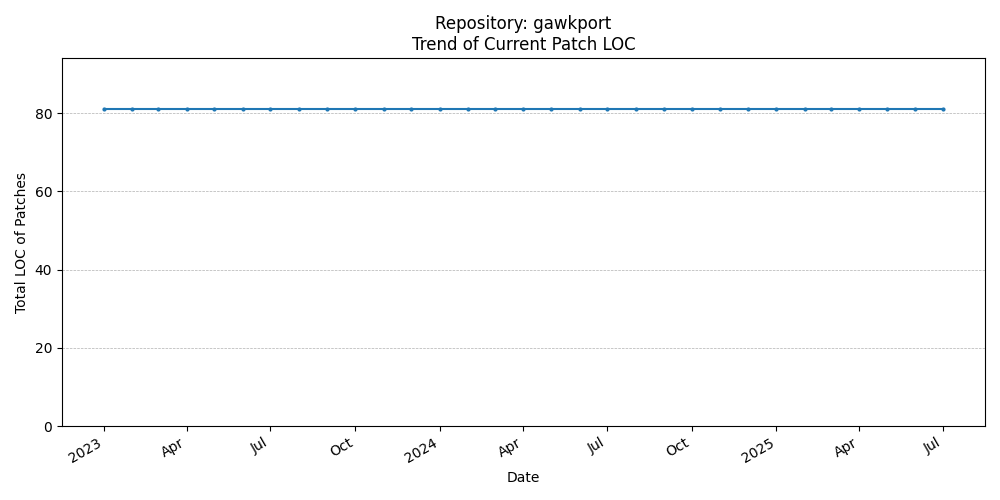 Repository: gawkport
Trend of Current Patch LOC
Total LOC of Patches
80
60
40
20
0
2023
Apr
Jul
Oct
2024
Apr
Jul
Oct
2025
Apr
Jul
Date